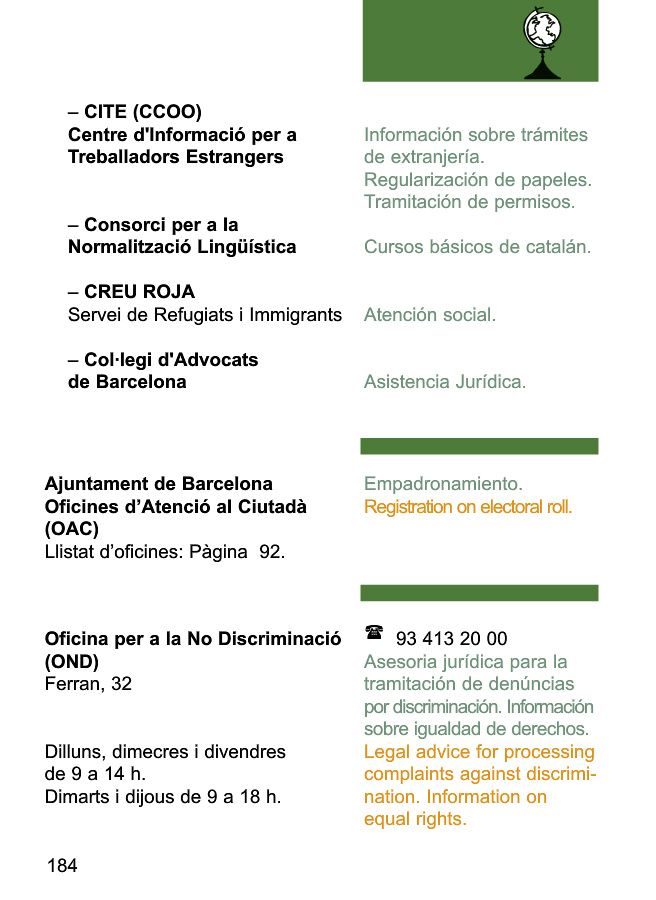 – CITE (CCOO)
Centre d'Informació per a
Treballadors Estrangers
Información sobre trámites
de extranjería.
Regularización de papeles.
Tramitación de permisos.
– Consorci per a la
Normalització Lingüística
Cursos básicos de catalán.
– CREU ROJA
Servei de Refugiats i Immigrants
Atención social.
– Col·legi d'Advocats
de Barcelona
Asistencia Jurídica.
Ajuntament de Barcelona
Oficines d’Atenció al Ciutadà
(OAC)
Llistat d’oficines: Pàgina 92.
Empadronamiento.
Registration on electoral roll.
Oficina per a la No Discriminació
(OND)
Ferran, 32
Dilluns, dimecres i divendres
de 9 a 14 h.
Dimarts i dijous de 9 a 18 h.
☎ 93 413 20 00
Asesoria jurídica para la
tramitación de denúncias
por discriminación. Información
sobre igualdad de derechos.
Legal advice for processing
complaints against discrimi-
nation. Information on
equal rights.
184